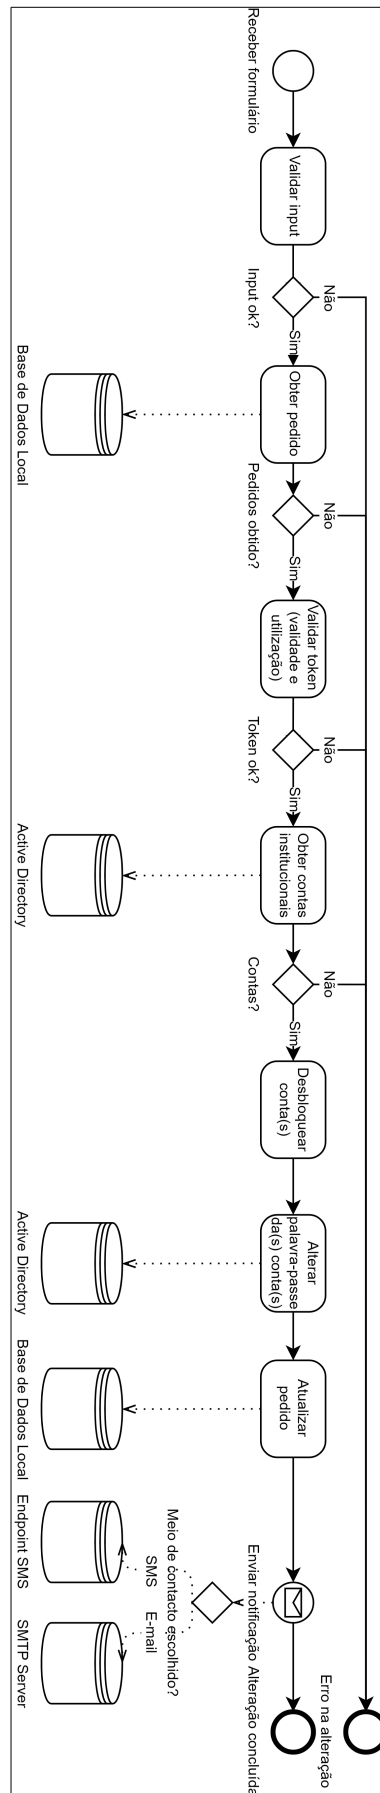 Receber formulário
Validar input
Input ok?
Não
Sim
Obter pedido
Base de Dados Local
Pedidos obtido?
Não
Sim
Validar token
(validade e
utilização)
Token ok?
Não
Sim
Obter contas
institucionais
Active Directory
Contas?
Não
Sim
Desbloquear
conta(s)
Alterar
palavra-passe
da(s) conta(s)
Active Directory
Atualizar
pedido
Base de Dados Local
Enviar notificação
Meio de contacto escolhido?
SMS
E-mail
Endpoint SMS
SMTP Server
Alteração concluída
Erro na alteração